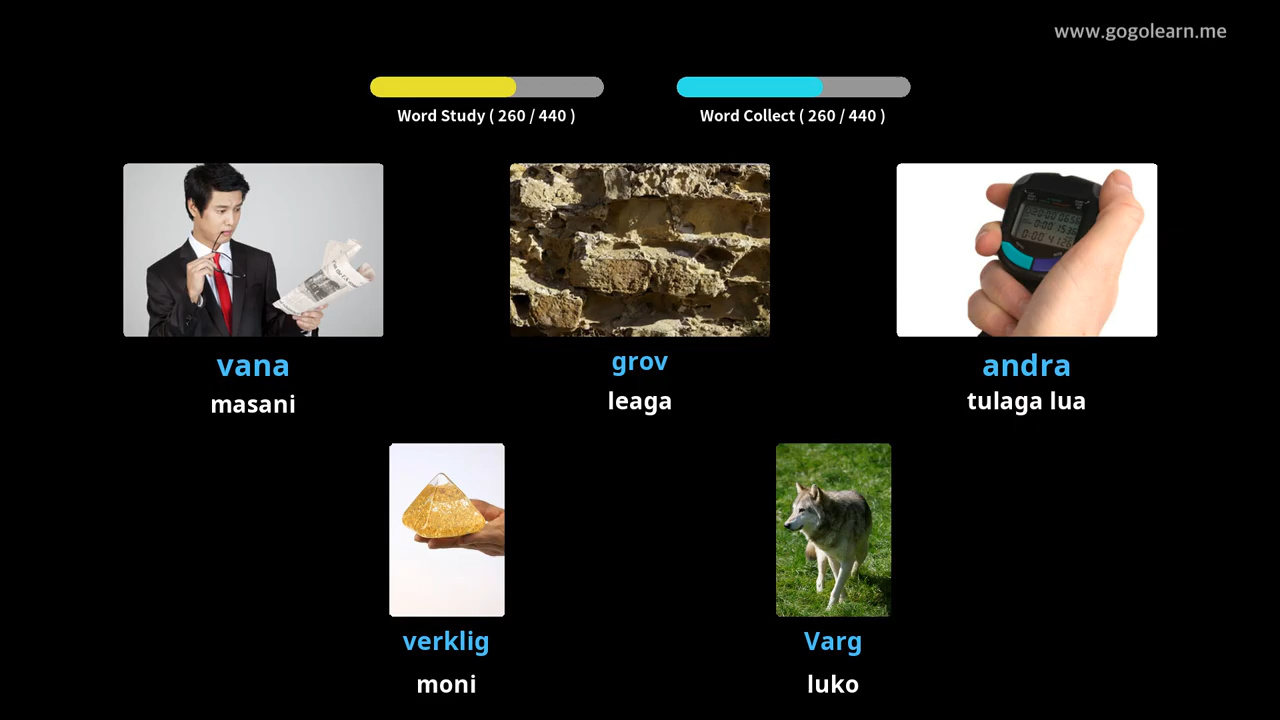 www.gogolearn.me
Word Study ( 260 / 440 )
Word Collect ( 260 / 440 )
vana
masani
grov
leaga
andra
tulaga lua
verklig
moni
Varg
luko